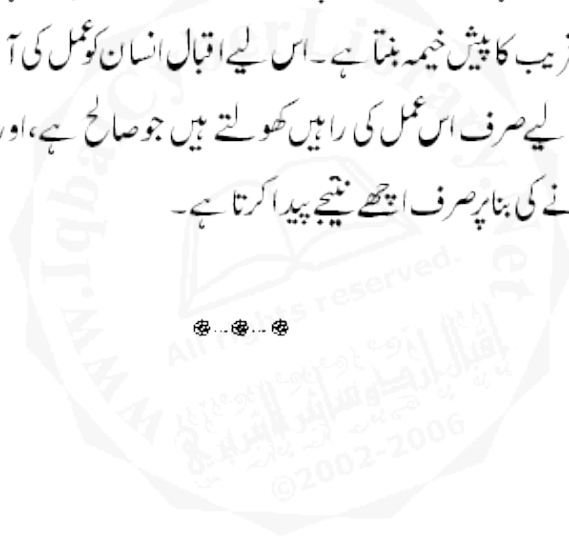 کا پیش خیمہ بنتا ہے۔ اس لیے اقبال انسان کو عمل کی آ
لیے صرف اس عمل کی راہیں کھولتے ہیں جو صالح ہے، اور
نے کی بنا پر صرف اچھے نتیجے پیدا کرتا ہے۔
All rights reserved.
©2002-2006